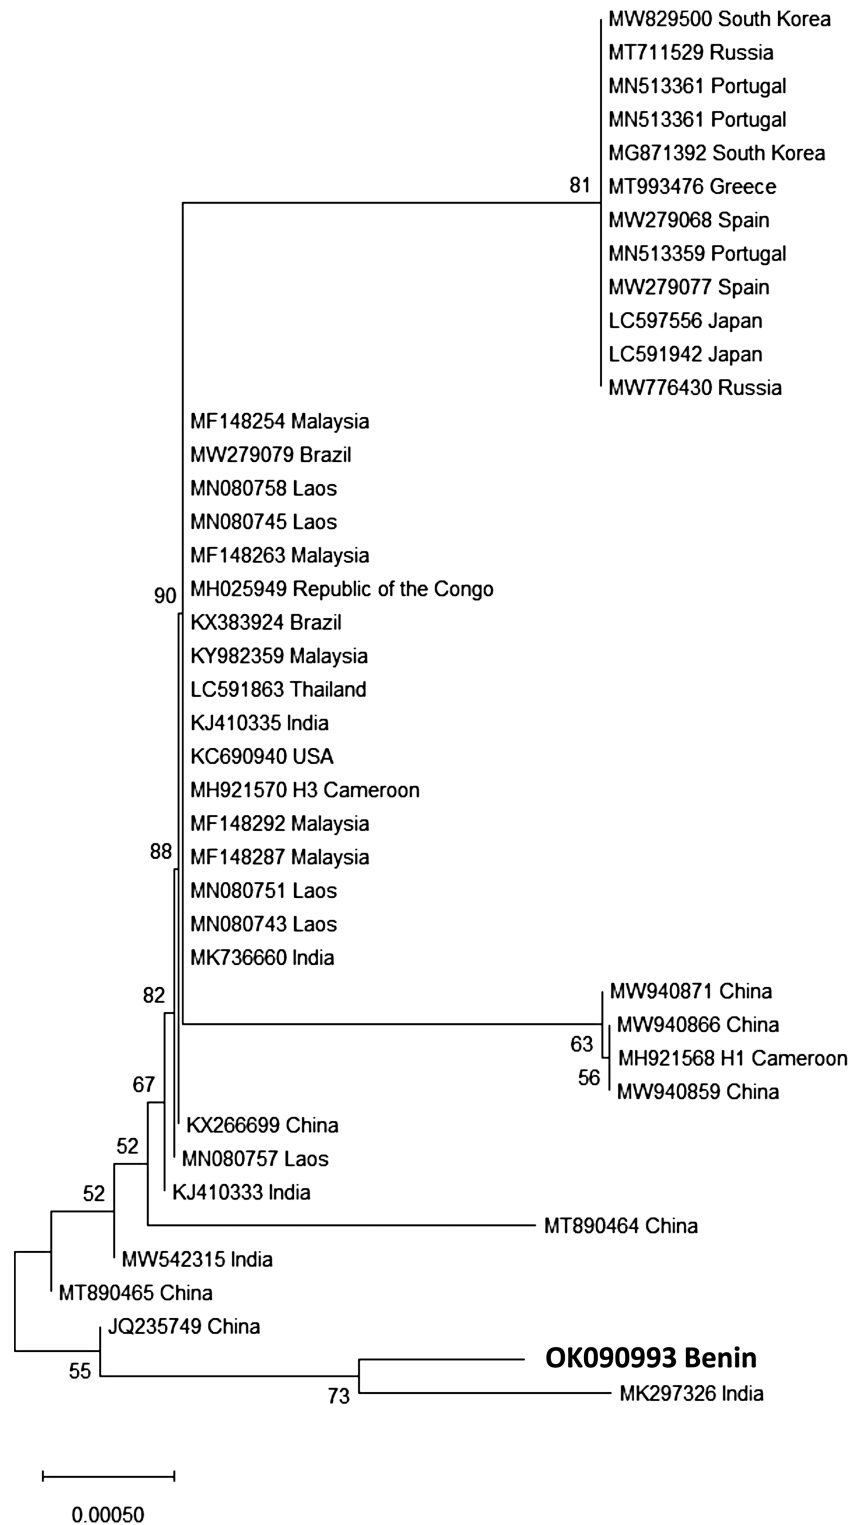 MW829500 South Korea
MT711529 Russia
MN513361 Portugal
MN513361 Portugal
MG871392 South Korea
81
MT993476 Greece
MW279068 Spain
MN513359 Portugal
MW279077 Spain
LC597556 Japan
LC591942 Japan
MW776430 Russia
MF148254 Malaysia
MW279079 Brazil
MN080758 Laos
MN080745 Laos
MF148263 Malaysia
90
MH025949 Republic of the Congo
KX383924 Brazil
KY982359 Malaysia
LC591863 Thailand
KJ410335 India
KC690940 USA
MH921570 H3 Cameroon
MF148292 Malaysia
88
MF148287 Malaysia
MN080751 Laos
MN080743 Laos
MK736660 India
82
MW940871 China
MW940866 China
63
MH921568 H1 Cameroon
56
MW940859 China
67
KX266699 China
52
MN080757 Laos
52
KJ410333 India
MT890464 China
MW542315 India
MT890465 China
JQ235749 China
55
OK090993 Benin
73
MK297326 India
0.00050